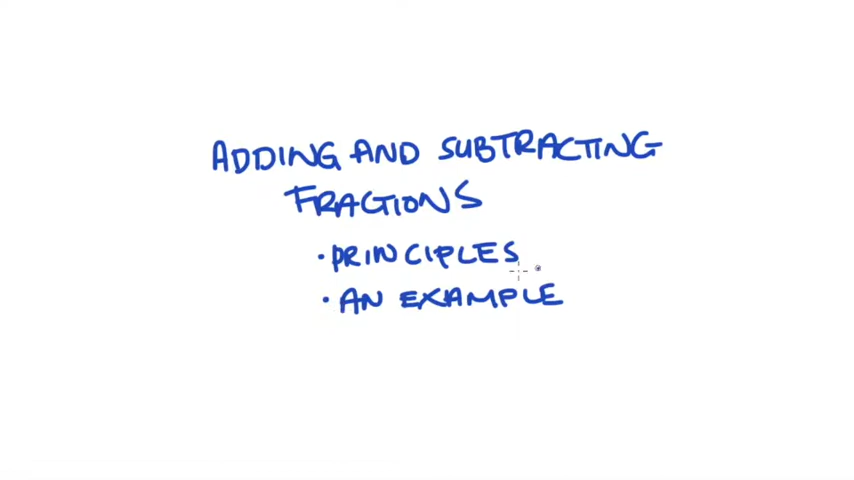 ADDING AND SUBTRACTING
FRACTIONS
• PRINCIPLES
• AN EXAMPLE